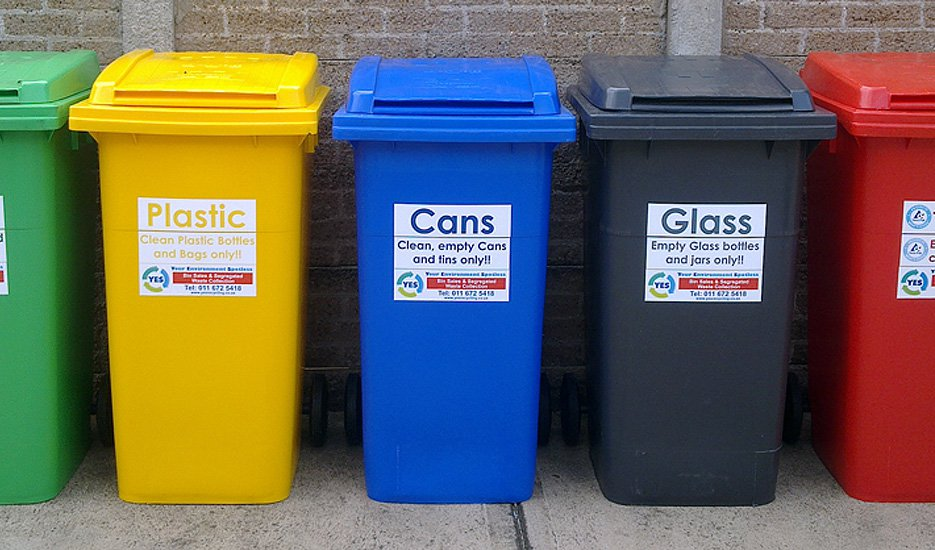 Plastic
Clean Plastic Bottles
and Bags only!!
Your Environment Spotless
YES
Bin Sales & Segregated
Waste Collection
Tel: 011 672 5418
Cans
Clean, empty Cans
and tins only!!
Your Environment Spotless
YES
Bin Sales & Segregated
Waste Collection
Tel: 011 672 5418
Glass
Empty Glass bottles
and jars only!!
Your Environment Spotless
YES
Bin Sales & Segregated
Waste Collection
Tel: 011 672 5418
YES